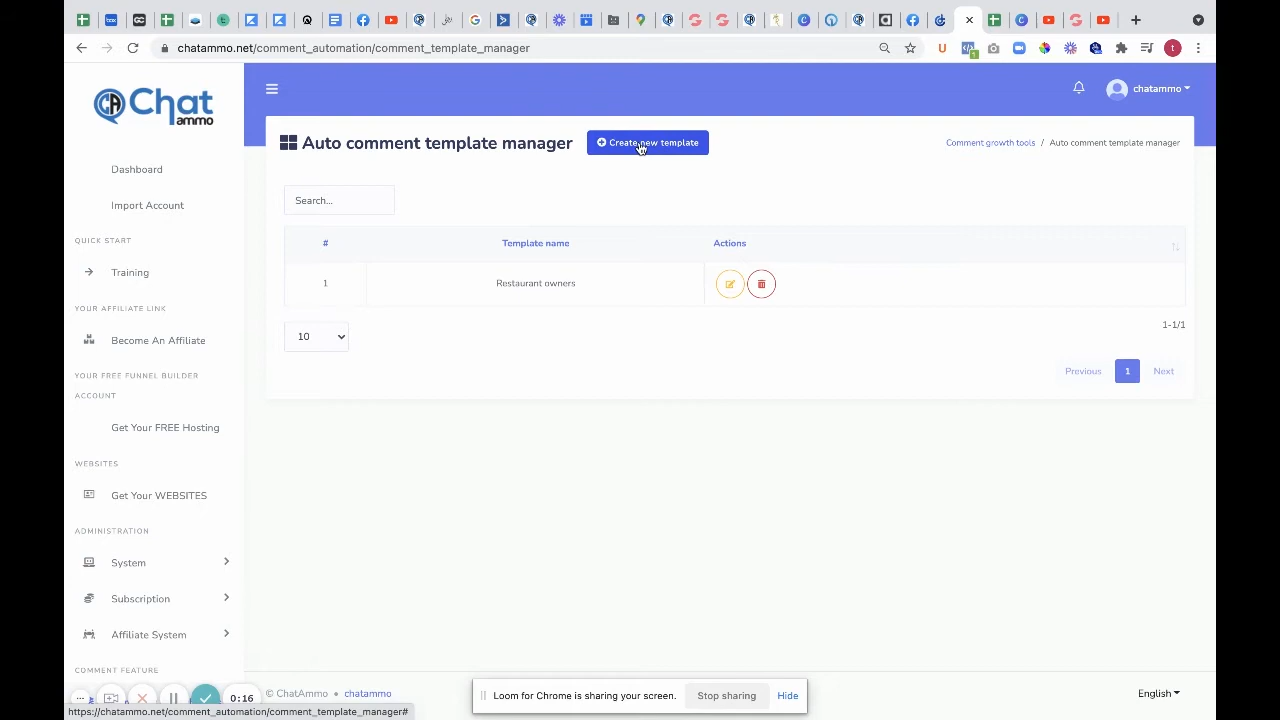 chatammo.net/comment_automation/comment_template_manager
Chat
ammo
chatammo
Dashboard
Import Account
QUICK START
Training
YOUR AFFILIATE LINK
Become An Affiliate
YOUR FREE FUNNEL BUILDER
ACCOUNT
Get Your FREE Hosting
WEBSITES
Get Your WEBSITES
ADMINISTRATION
System
Subscription
Affiliate System
COMMENT FEATURE
Auto comment template manager
Create new template
Comment growth tools / Auto comment template manager
Search...
# Template name Actions
1 Restaurant owners
10
1-1/1
Previous 1 Next
0:16
© ChatAmmo • chatammo
English
Loom for Chrome is sharing your screen. Stop sharing Hide
https://chatammo.net/comment_automation/comment_template_manager#